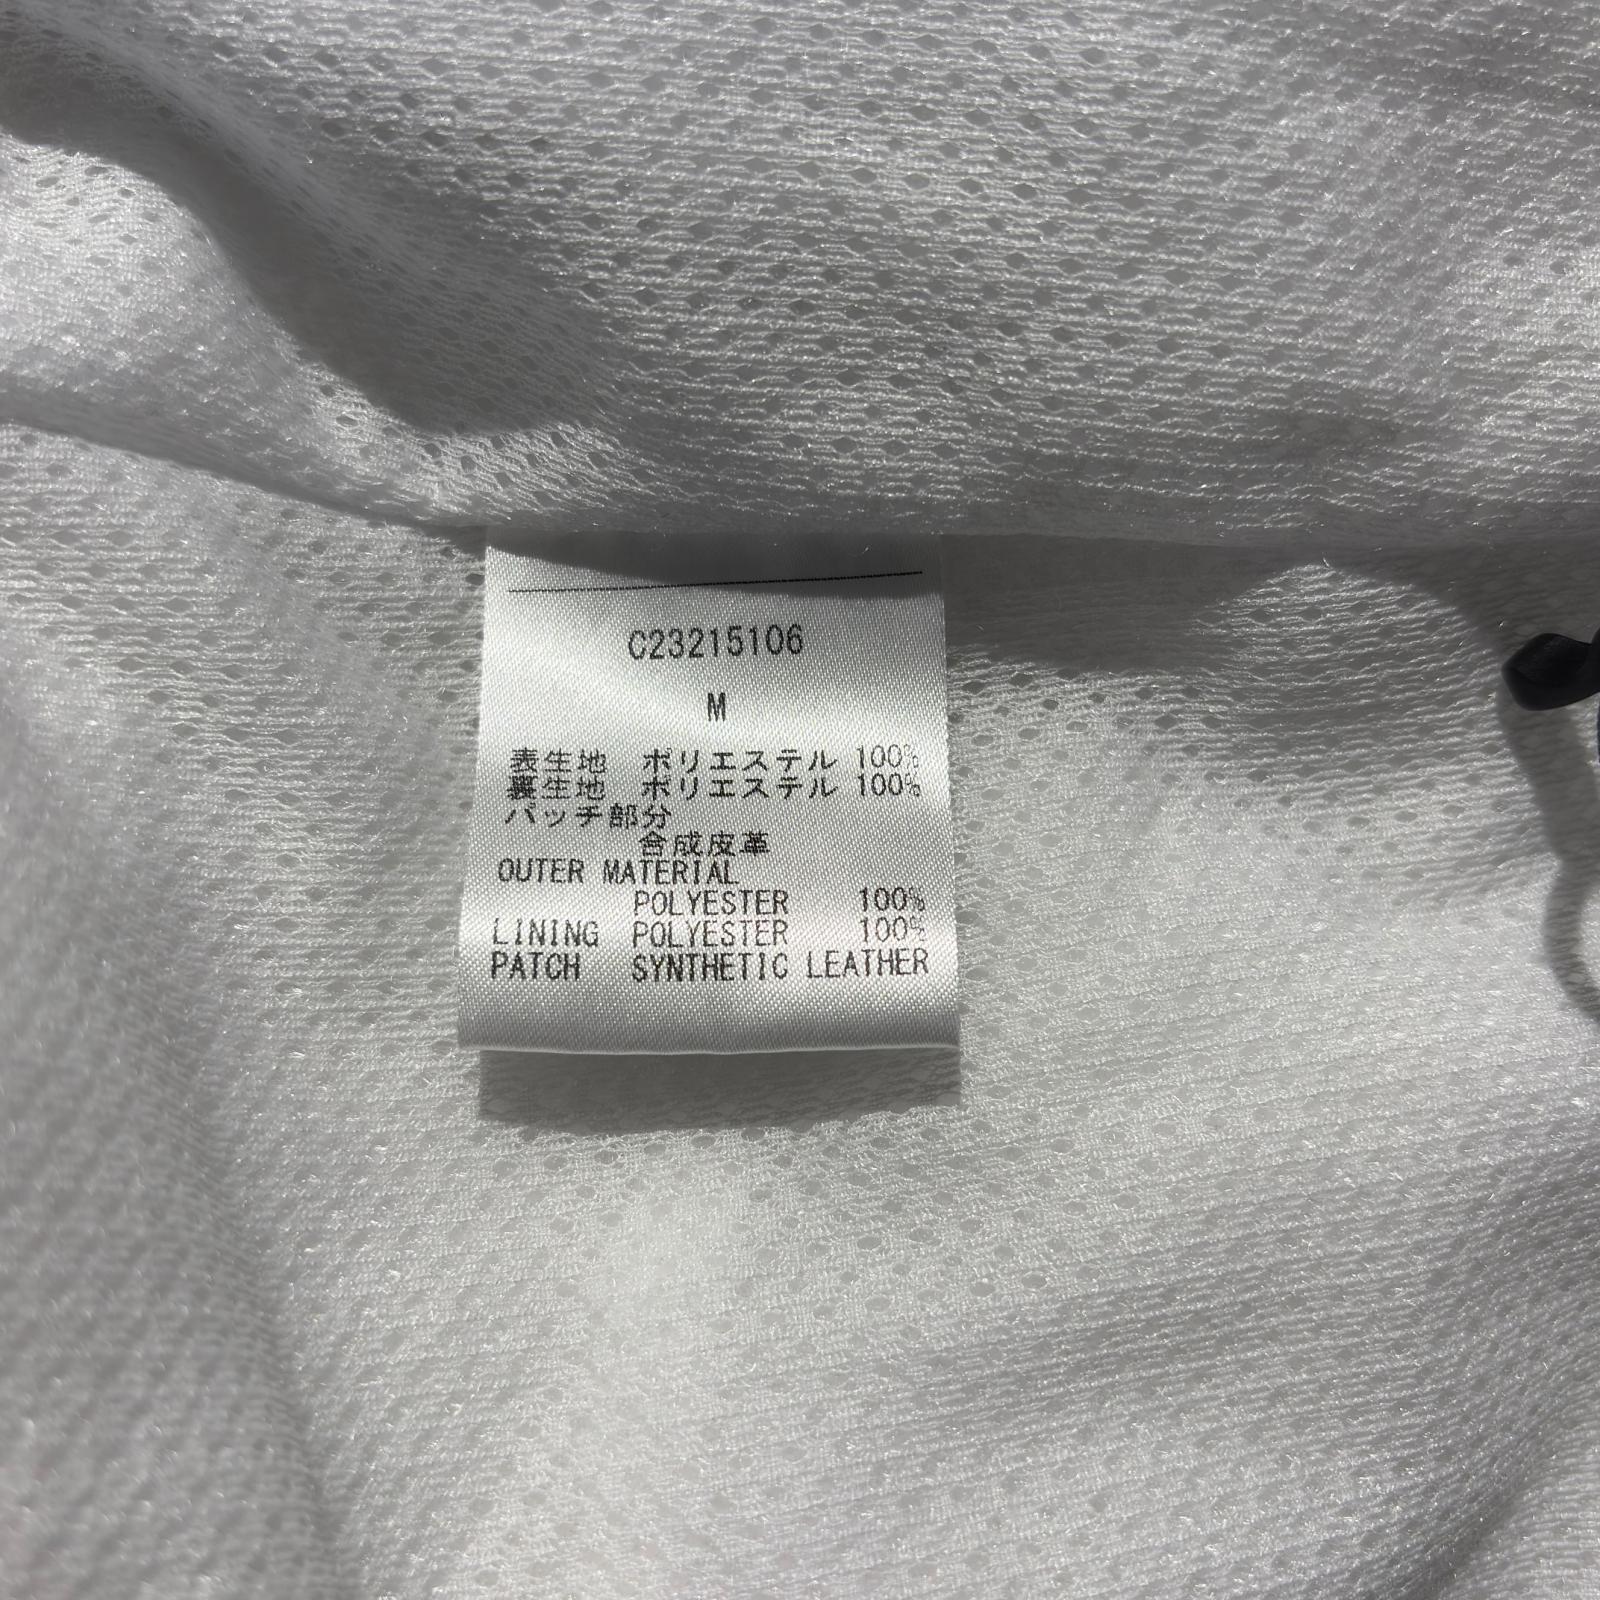 C23215106
M
表生地 ポリエステル 100%
裏生地 ポリエステル 100%
パッチ部分
合成皮革
OUTER MATERIAL
POLYESTER 100%
LINING POLYESTER 100%
PATCH SYNTHETIC LEATHER